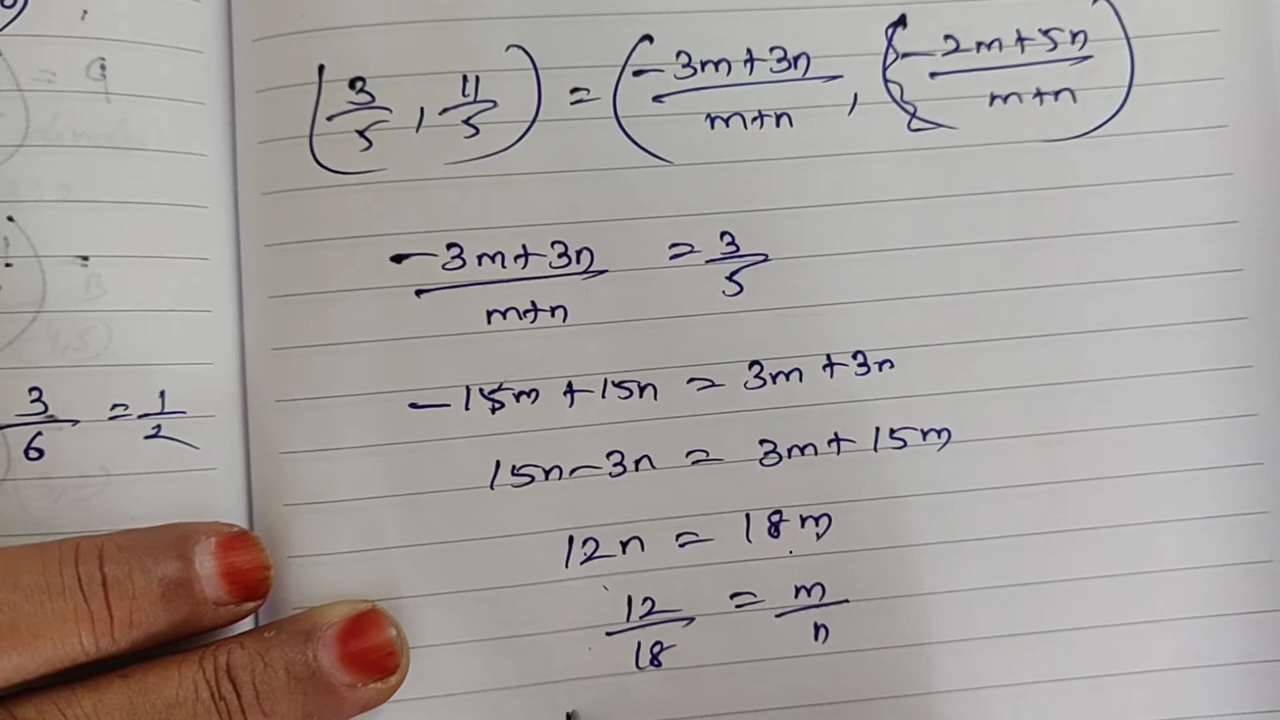 = 9
(3/5, 11/5) = (-3m+3n/m+n, -2m+5n/m+n)
-3m+3n/m+n = 3/5
-15m +15n = 3m +3n
3/6 = 1/2
15n-3n = 3m+15m
12n = 18m
12/18 = m/n